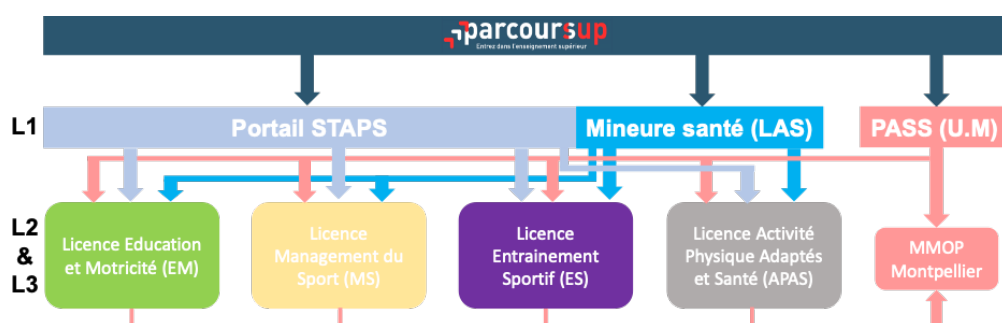 parcoursup
Entrez dans l'enseignement supérieur
L1
Portail STAPS
Mineure santé (LAS)
PASS (U.M)
L2
&
L3
Licence Education
et Motricité (EM)
Licence
Management du
Sport (MS)
Licence
Entrainement
Sportif (ES)
Licence Activité
Physique Adaptés
et Santé (APAS)
MMOP
Montpellier